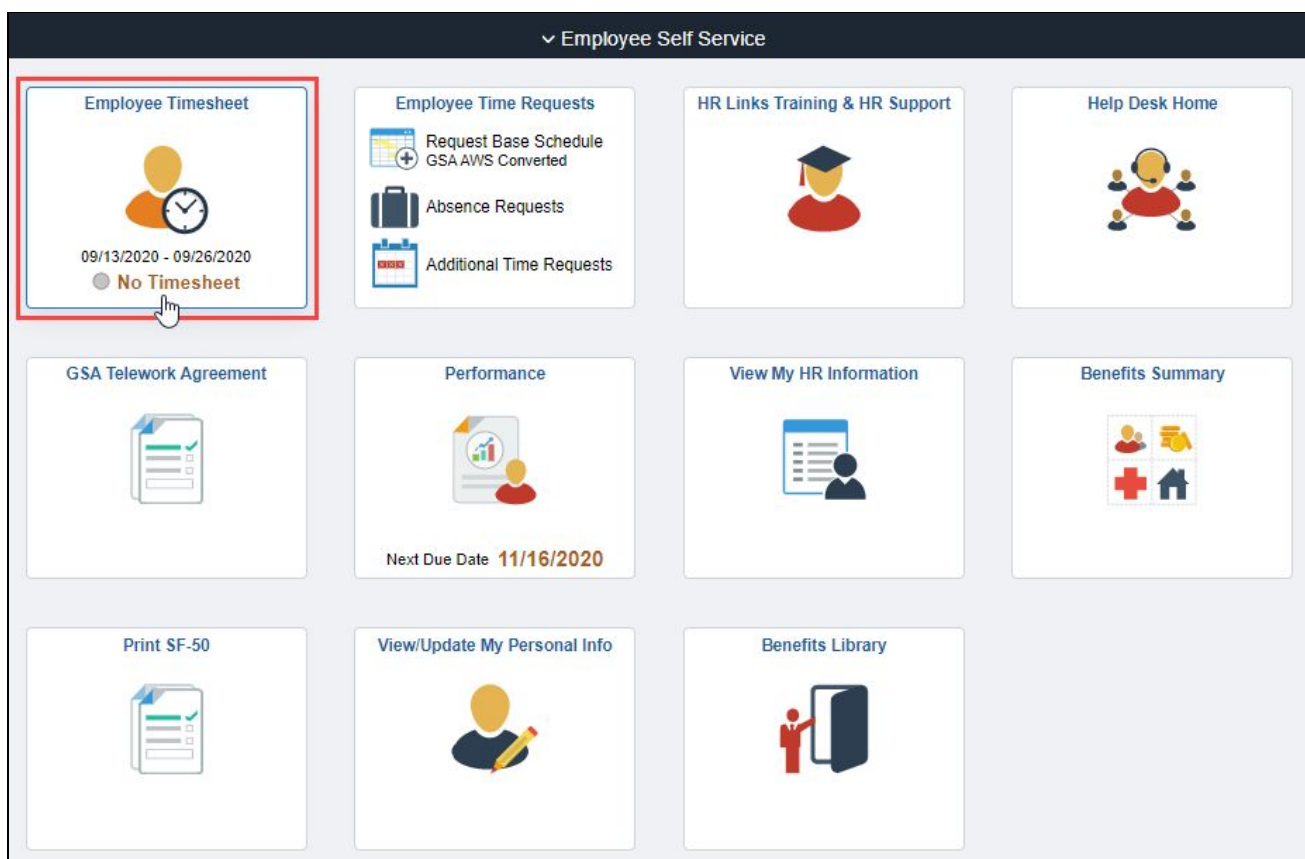 Employee Self Service
Employee Timesheet
09/13/2020 - 09/26/2020
No Timesheet
Employee Time Requests
Request Base Schedule
GSA AWS Converted
Absence Requests
Additional Time Requests
HR Links Training & HR Support
Help Desk Home
GSA Telework Agreement
Performance
Next Due Date 11/16/2020
View My HR Information
Benefits Summary
Print SF-50
View/Update My Personal Info
Benefits Library